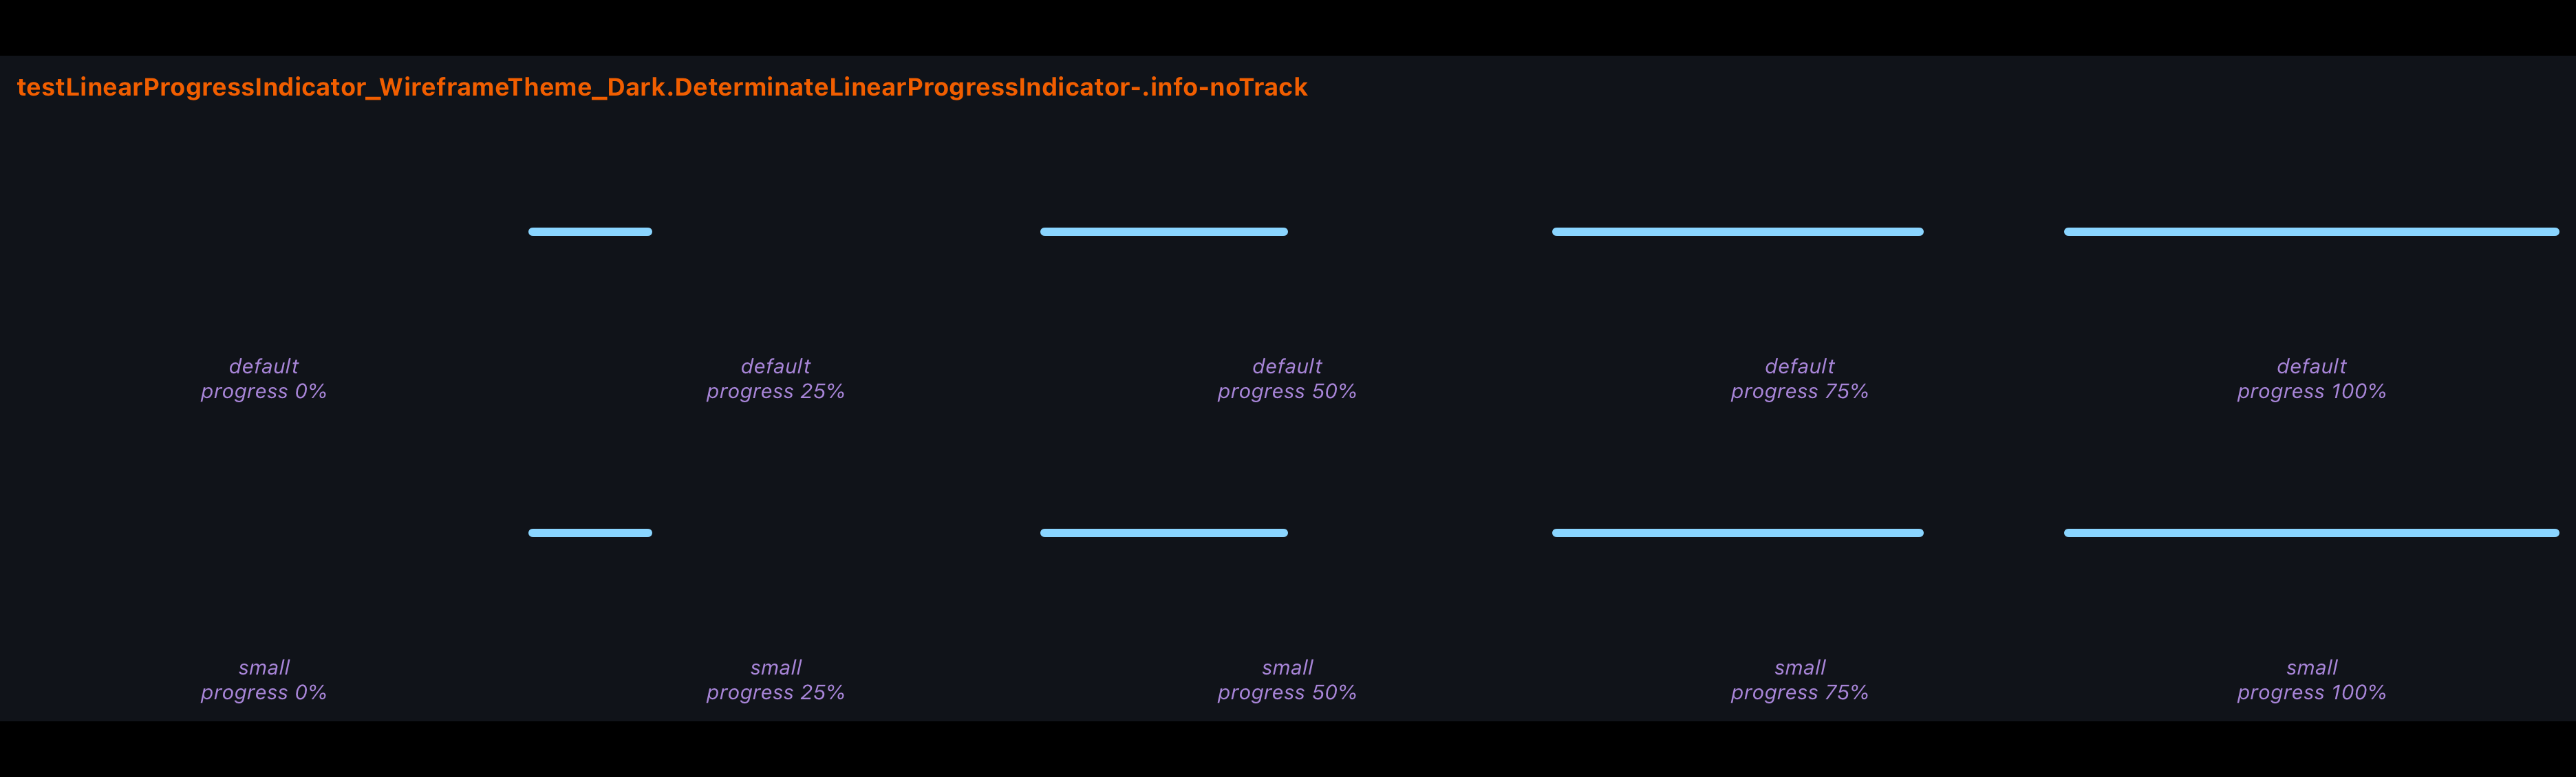 testLinearProgressIndicator_WireframeTheme_Dark.DeterminateLinearProgressIndicator-.info-noTrack
default
progress 0%
default
progress 25%
default
progress 50%
default
progress 75%
default
progress 100%
small
progress 0%
small
progress 25%
small
progress 50%
small
progress 75%
small
progress 100%